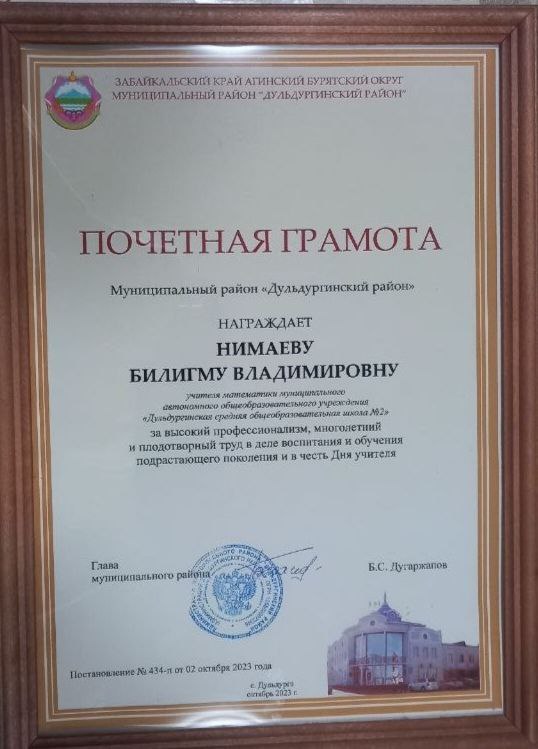 ЗАБАЙКАЛЬСКИЙ КРАЙ АГИНСКИЙ БУРЯТСКИЙ ОКРУГ
МУНИЦИПАЛЬНЫЙ РАЙОН "ДУЛЬДУРГИНСКИЙ РАЙОН"
ПОЧЕТНАЯ ГРАМОТА
Муниципальный район «Дульдургинский район»
НАГРАЖДАЕТ
НИМАЕВУ
БИЛИГМУ ВЛАДИМИРОВНУ
учителя математики муниципального
автономного общеобразовательного учреждения
«Дульдургинская средняя общеобразовательная школа №2»
за высокий профессионализм, многолетний
и плодотворный труд в деле воспитания и обучения
подрастающего поколения и в честь Дня учителя
Глава
муниципального района
Б.С. Дугаржапов
Постановление № 434-п от 02 октября 2023 года
с. Дульдурга
октябрь 2023 г.